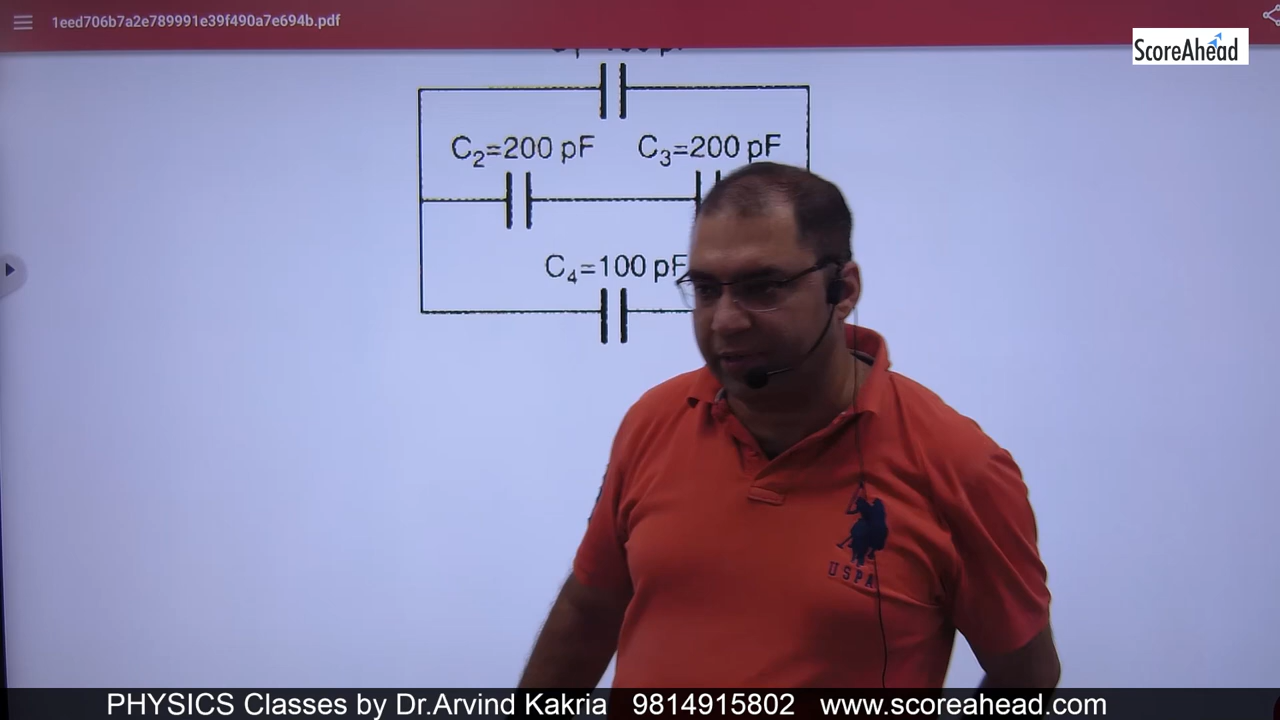 1eed706b7a2e789991e39f490a7e694b.pdf
ScoreAhead
C₂=200 pF
C₃=200 pF
C₄=100 pF
USPA
PHYSICS Classes by Dr.Arvind Kakria 9814915802 www.scoreahead.com